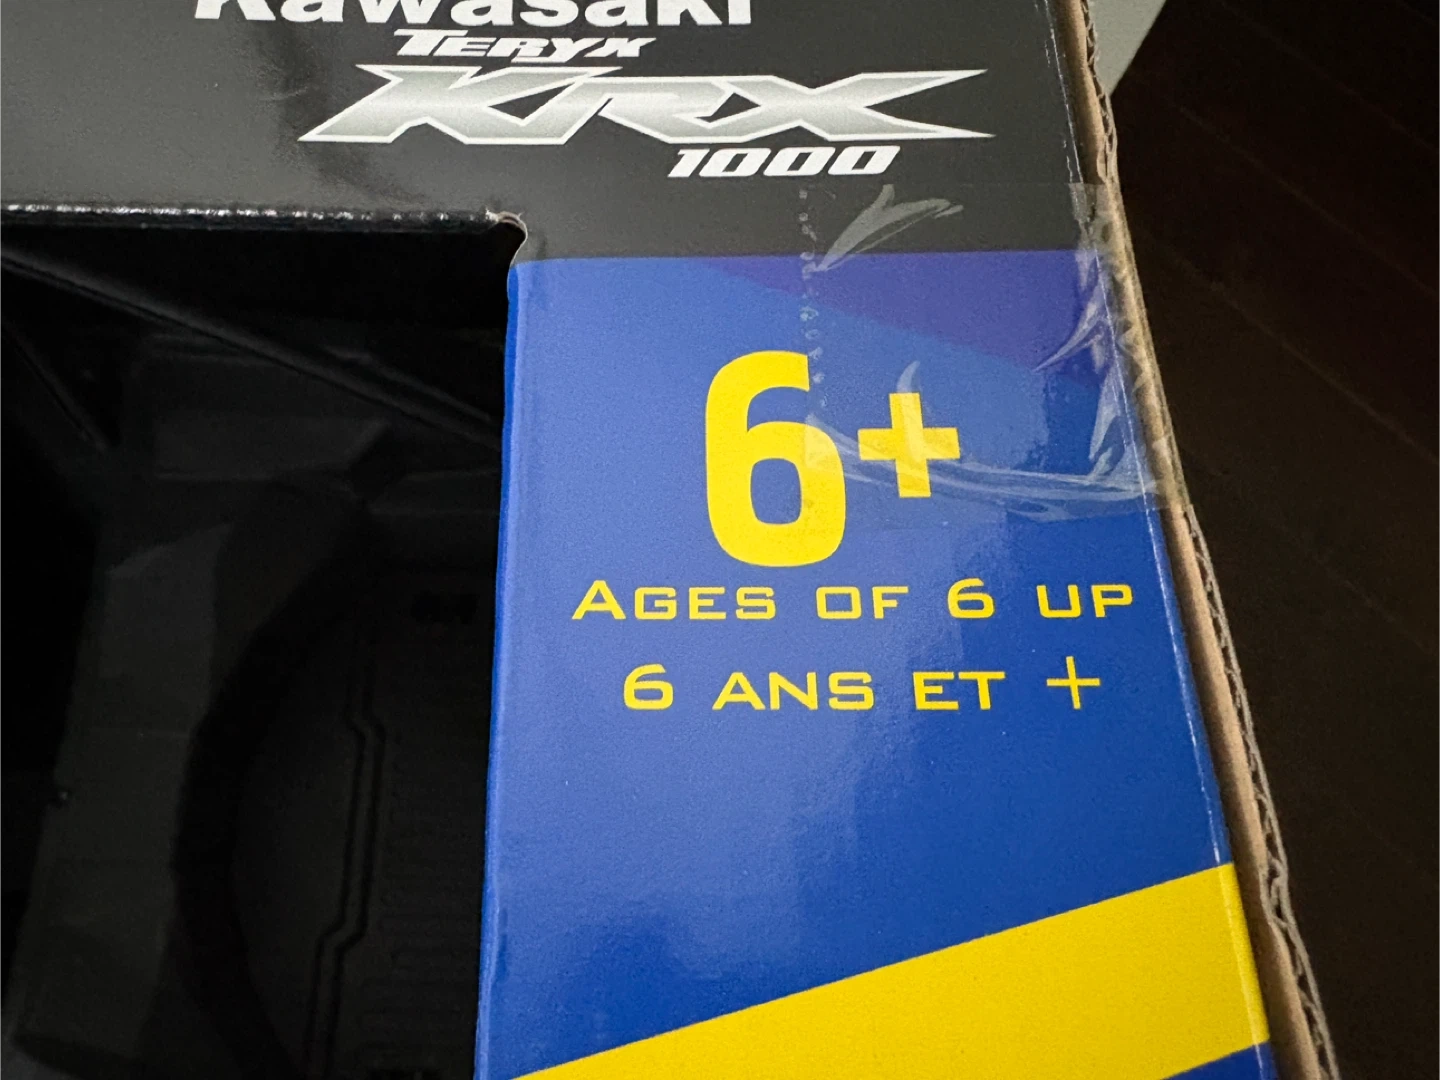 Kawasaki
TERYX
KRX
1000
6+
AGES OF 6 UP
6 ANS ET +